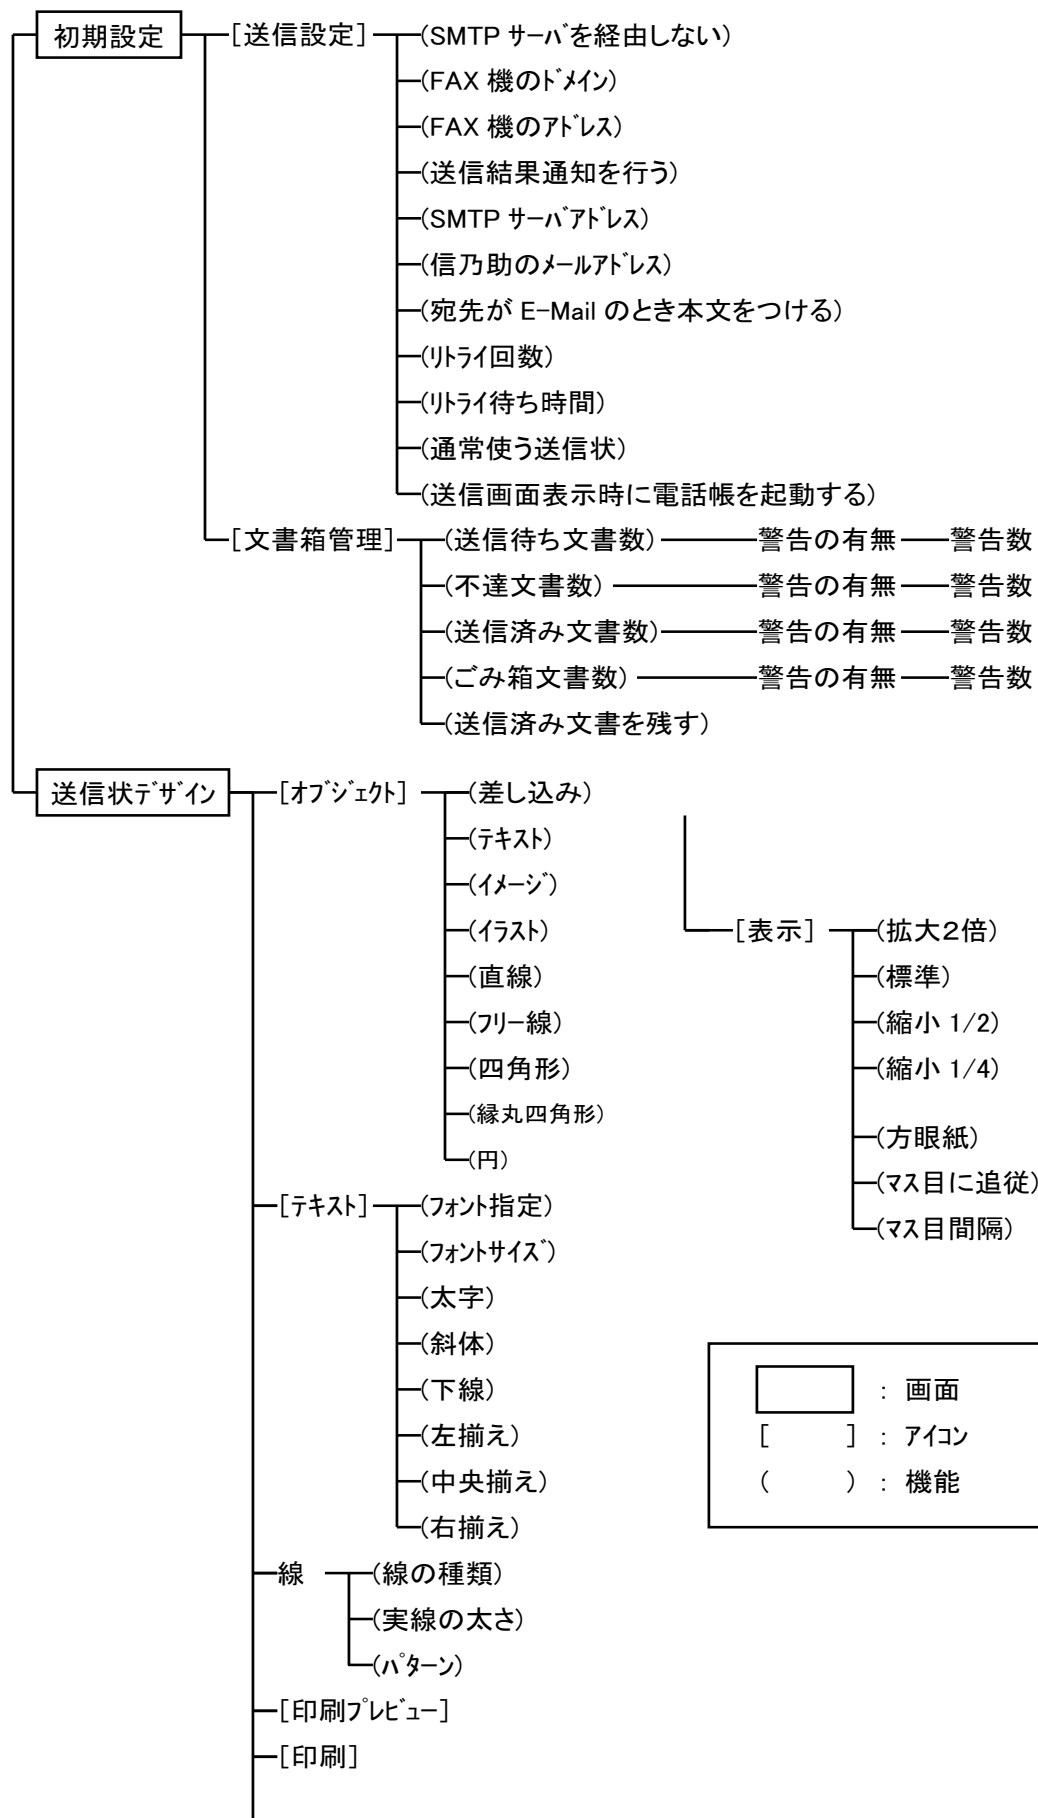 初期設定 [送信設定] (SMTP ｻｰﾊﾞを経由しない)
(FAX 機のﾄﾞﾒｲﾝ)
(FAX 機のｱﾄﾞﾚｽ)
(送信結果通知を行う)
(SMTP ｻｰﾊﾞｱﾄﾞﾚｽ)
(信乃助のﾒｰﾙｱﾄﾞﾚｽ)
(宛先が E-Mail のとき本文をつける)
(ﾘﾄﾗｲ回数)
(ﾘﾄﾗｲ待ち時間)
(通常使う送信状)
(送信画面表示時に電話帳を起動する)
[文書箱管理] (送信待ち文書数) 警告の有無 警告数
(不達文書数) 警告の有無 警告数
(送信済み文書数) 警告の有無 警告数
(ごみ箱文書数) 警告の有無 警告数
(送信済み文書を残す)
送信状ﾃﾞｻﾞｲﾝ [ｵﾌﾞｼﾞｪｸﾄ] (差し込み)
(ﾃｷｽﾄ)
(ｲﾒｰｼﾞ)
(ｲﾗｽﾄ)
(直線)
(ﾌﾘｰ線)
(四角形)
(縁丸四角形)
(円)
[ﾃｷｽﾄ] (ﾌｫﾝﾄ指定)
(ﾌｫﾝﾄｻｲｽﾞ)
(太字)
(斜体)
(下線)
(左揃え)
(中央揃え)
(右揃え)
線 (線の種類)
(実線の太さ)
(ﾊﾟﾀｰﾝ)
[印刷ﾌﾟﾚﾋﾞｭｰ]
[印刷]
[表示] (拡大２倍)
(標準)
(縮小 1/2)
(縮小 1/4)
(方眼紙)
(ﾏｽ目に追従)
(ﾏｽ目間隔)
: 画面
[ ] : ｱｲｺﾝ
( ) : 機能